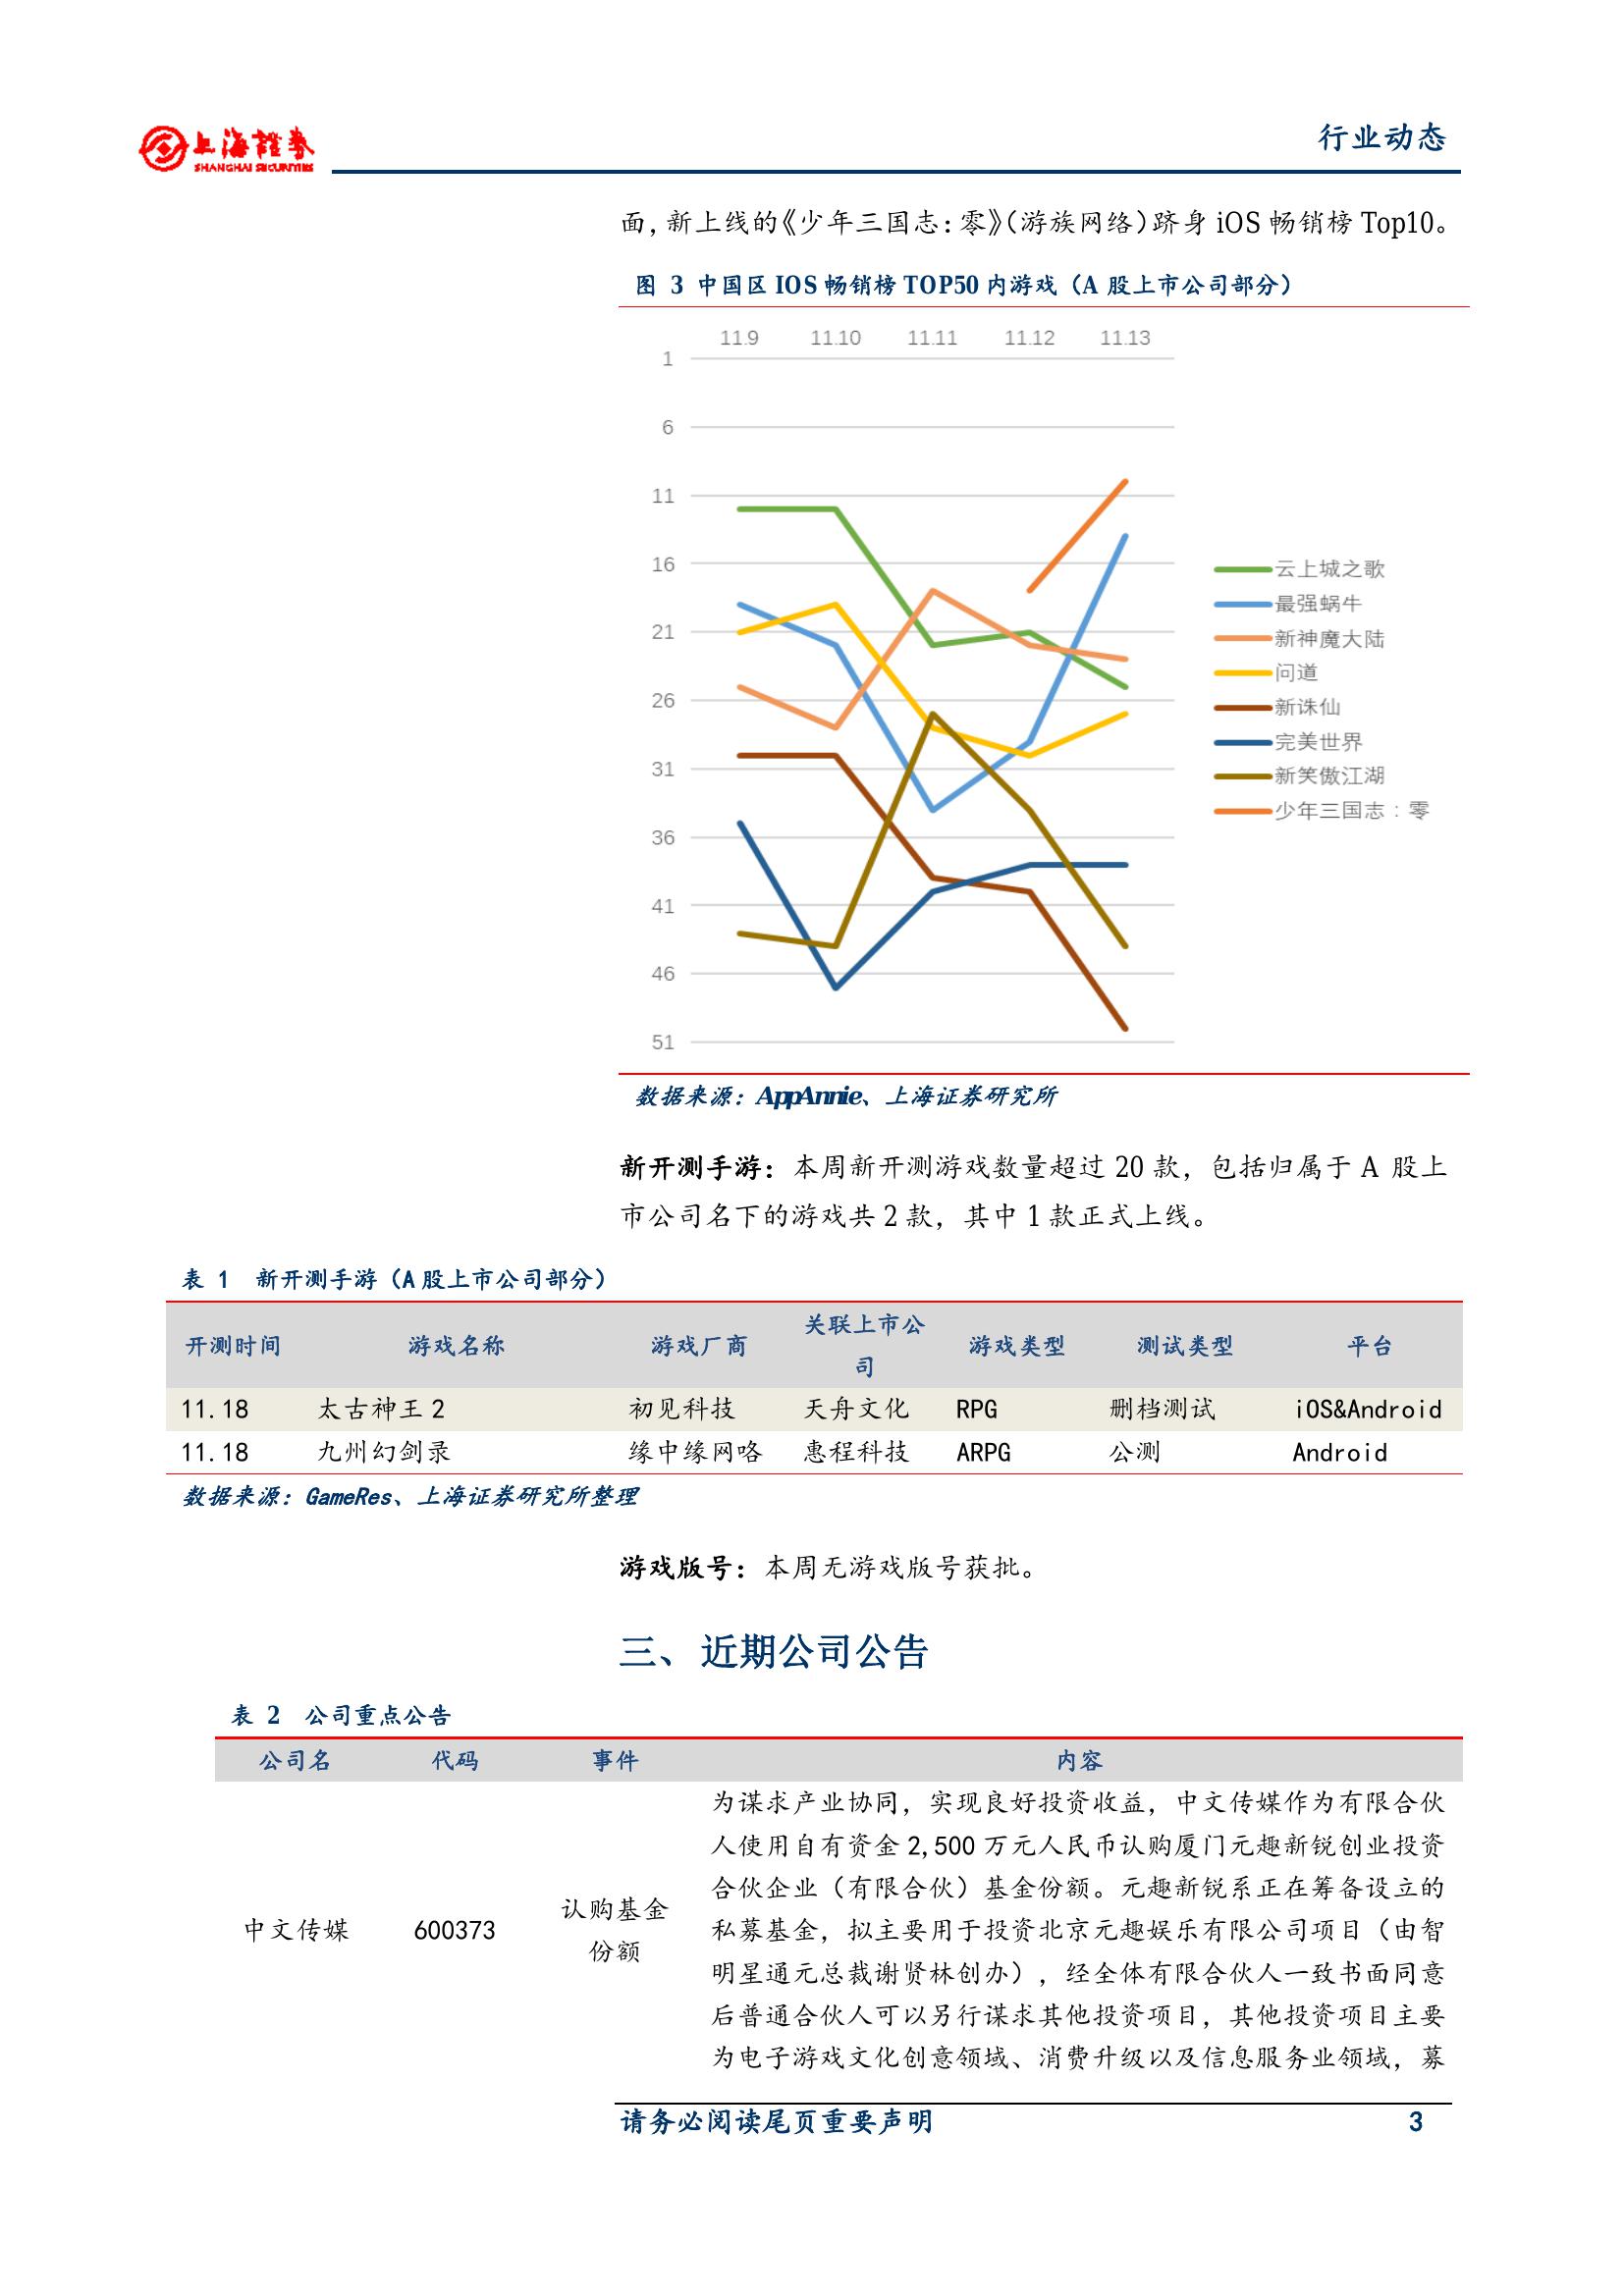 上海證券
SHANGHAI SECURITIES
行业动态
面，新上线的《少年三国志：零》（游族网络）跻身 iOS 畅销榜 Top10。
图 3 中国区 IOS 畅销榜 TOP50 内游戏（A 股上市公司部分）
11.9 11.10 11.11 11.12 11.13
1
6
11
16
21
26
31
36
41
46
51
云上城之歌
最强蜗牛
新神魔大陆
问道
新诛仙
完美世界
新笑傲江湖
少年三国志：零
数据来源：AppAnnie、上海证券研究所
新开测手游：本周新开测游戏数量超过 20 款，包括归属于 A 股上
市公司名下的游戏共 2 款，其中 1 款正式上线。
表 1 新开测手游（A 股上市公司部分）
开测时间 游戏名称 游戏厂商 关联上市公司 游戏类型 测试类型 平台
11.18 太古神王 2 初见科技 天舟文化 RPG 删档测试 iOS&Android
11.18 九州幻剑录 缘中缘网咯 惠程科技 ARPG 公测 Android
数据来源：GameRes、上海证券研究所整理
游戏版号：本周无游戏版号获批。
三、近期公司公告
表 2 公司重点公告
公司名 代码 事件 内容
中文传媒 600373 认购基金
份额
为谋求产业协同，实现良好投资收益，中文传媒作为有限合伙
人使用自有资金 2,500 万元人民币认购厦门元趣新锐创业投资
合伙企业（有限合伙）基金份额。元趣新锐系正在筹备设立的
私募基金，拟主要用于投资北京元趣娱乐有限公司项目（由智
明星通元总裁谢贤林创办），经全体有限合伙人一致书面同意
后普通合伙人可以另行谋求其他投资项目，其他投资项目主要
为电子游戏文化创意领域、消费升级以及信息服务业领域，募
请务必阅读尾页重要声明 3